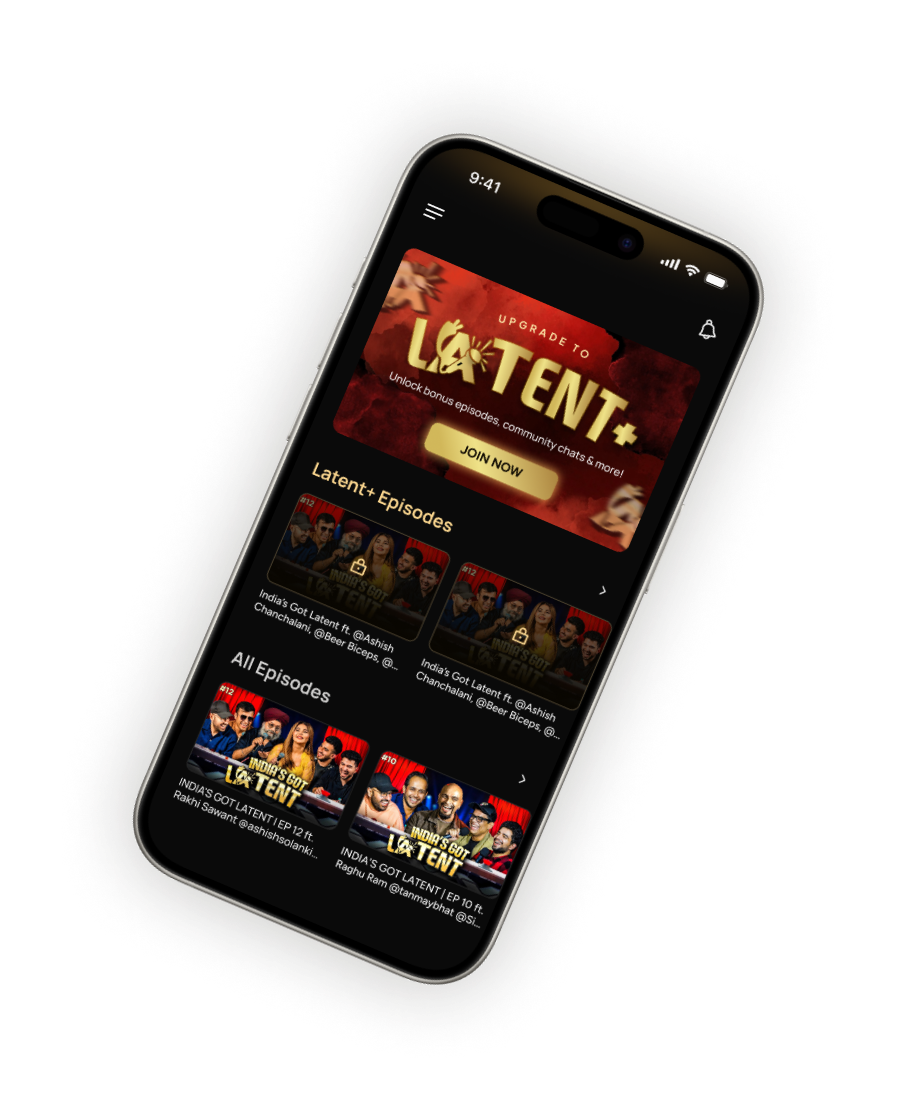 9:41
UPGRADE TO
LATENT+
Unlock bonus episodes, community chats & more!
JOIN NOW
Latent+ Episodes
#12
INDIA'S GOT
LATENT
India's Got Latent ft. @Ashish
Chanchalani, @Beer Biceps, @...
#12
INDIA'S GOT
LATENT
India's Got Latent ft. @Ashish
Chanchalani, @Beer Biceps, @...
All Episodes
#12
INDIA'S GOT
LATENT
INDIA'S GOT LATENT | EP 12 ft.
Rakhi Sawant @ashishsolanki...
#10
INDIA'S GOT
LATENT
INDIA'S GOT LATENT | EP 10 ft.
Raghu Ram @tanmaybhat @Si...